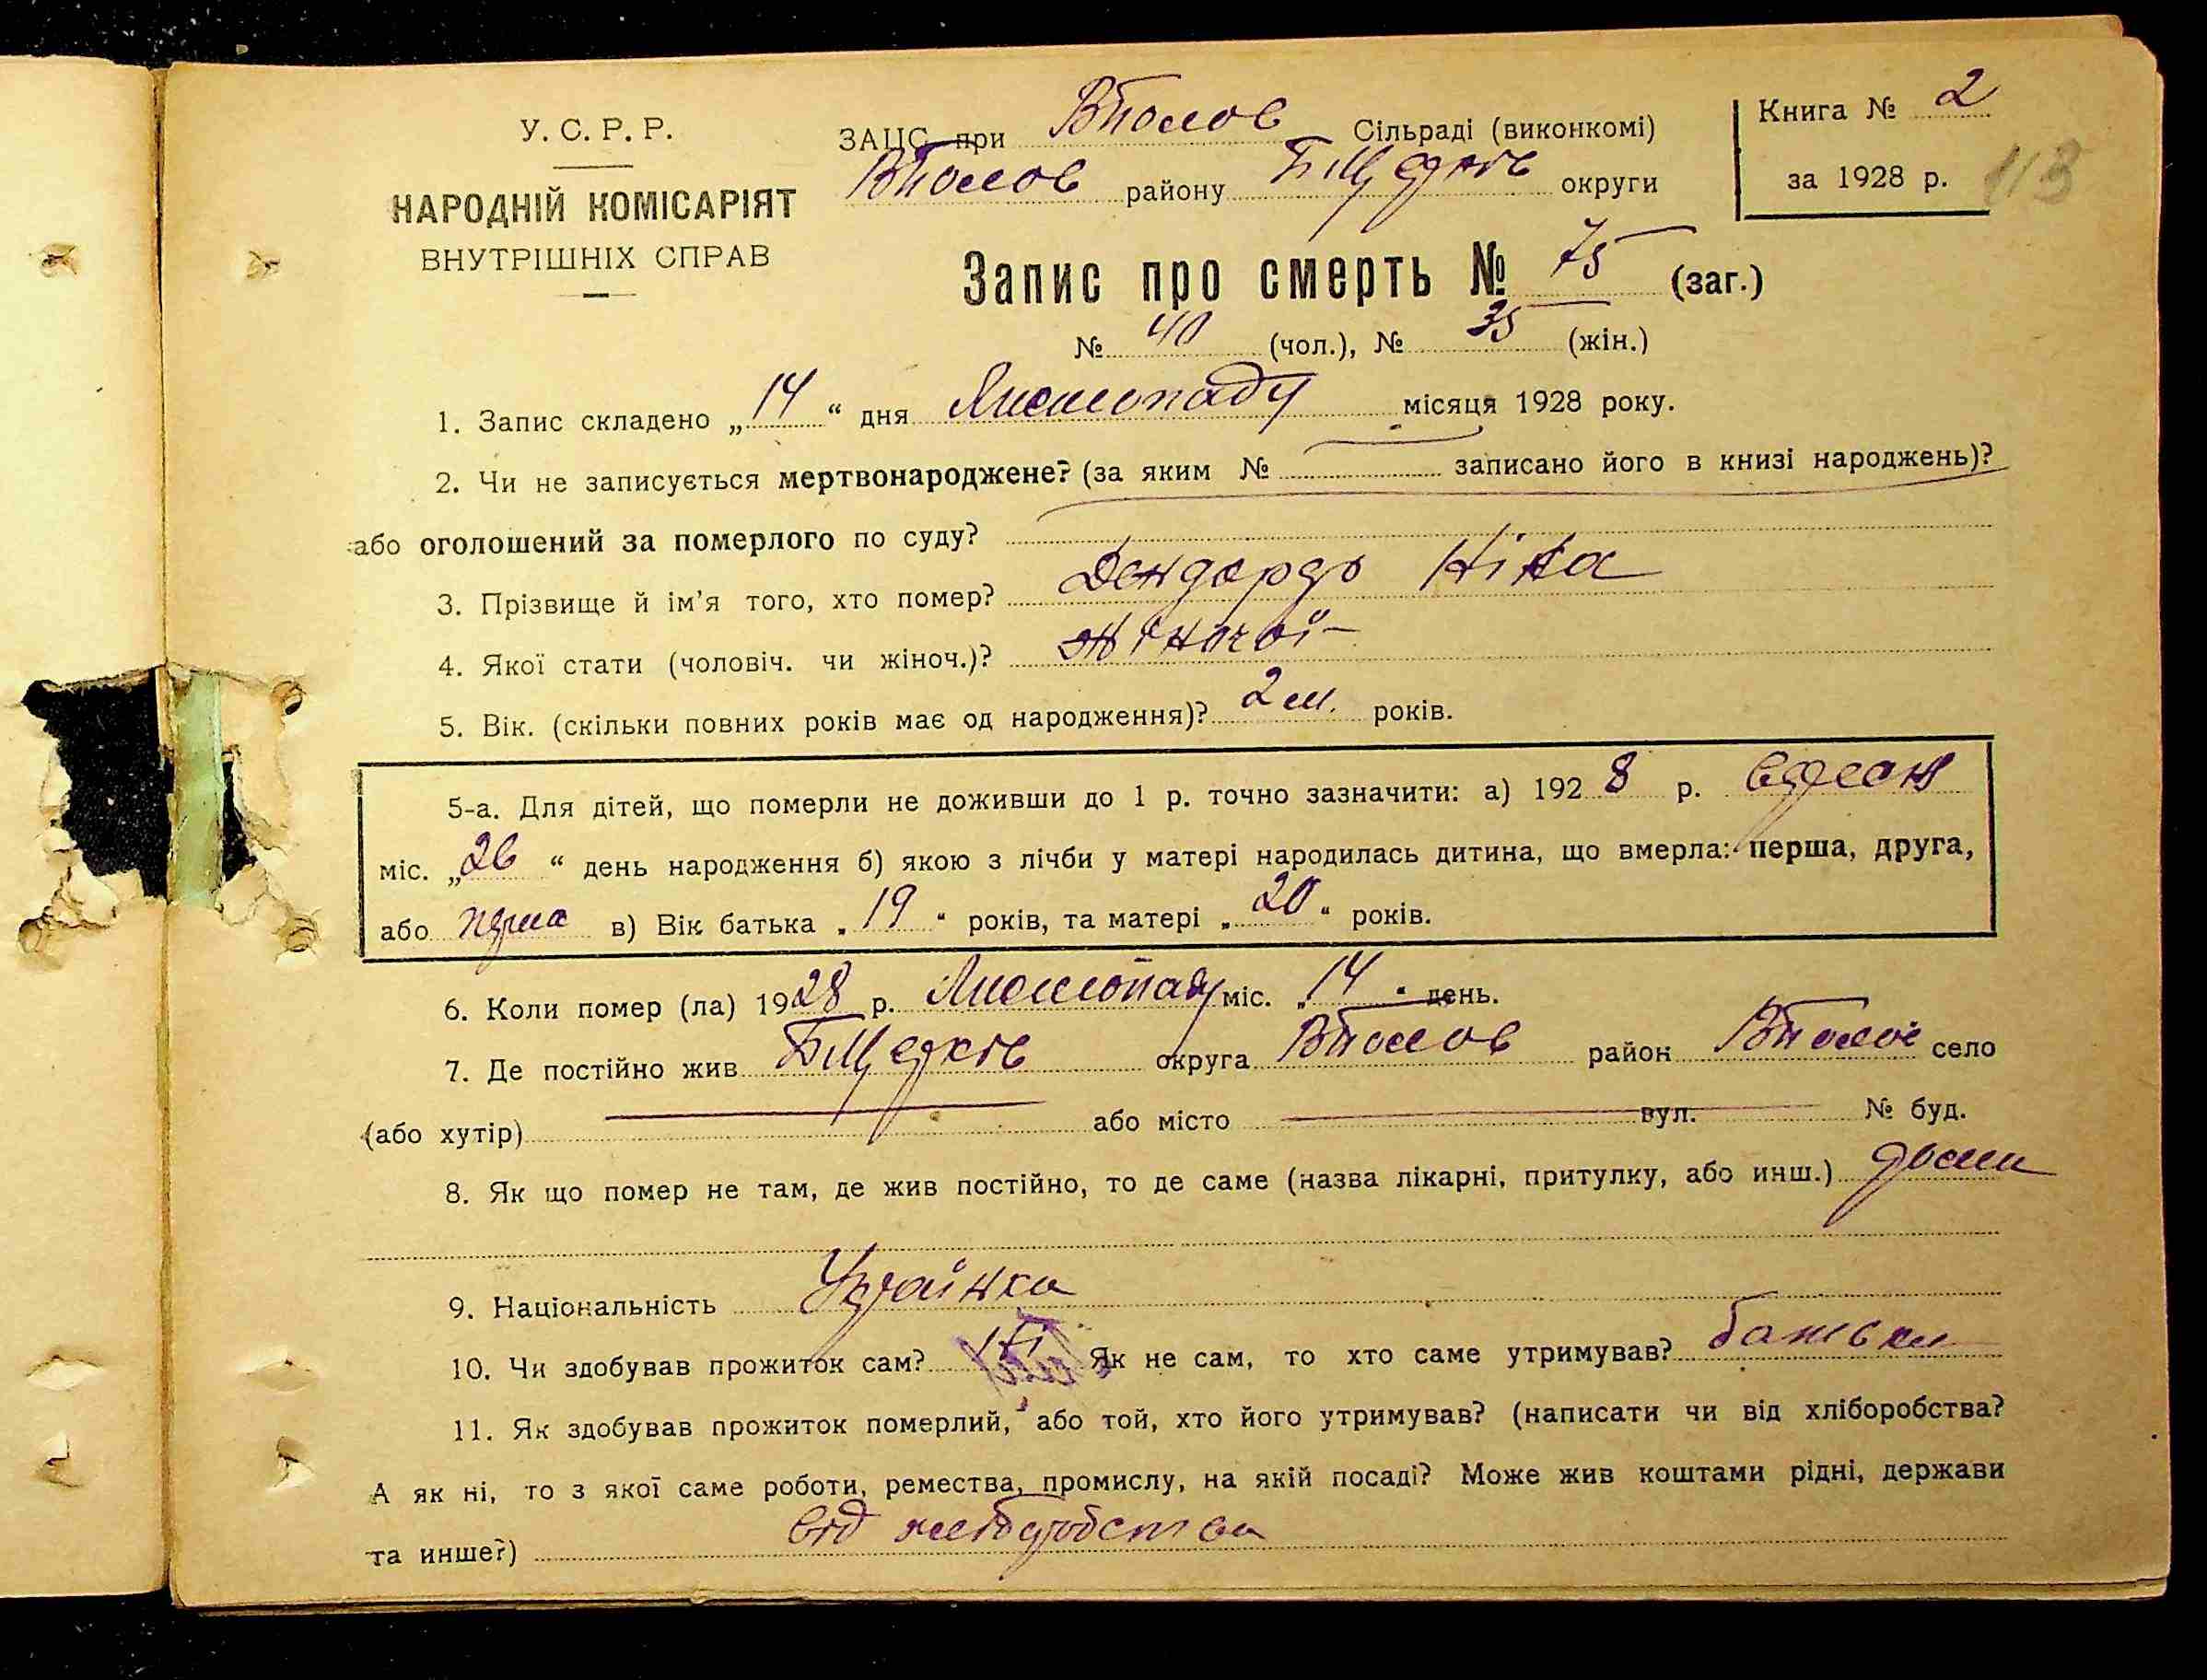 У. С. Р. Р.
НАРОДНІЙ КОМІСАРІЯТ
ВНУТРІШНІХ СПРАВ
ЗАЦС при Вполов Сільраді (виконкомі)
Вполов району БЦерків округи
Книга № 2
за 1928 р.
113
Запис про смерть № 75 (заг.)
№ 40 (чол.), № 35 (жін.)
1. Запис складено „14“ дня Листопаду місяця 1928 року.
2. Чи не записується мертвонароджене? (за яким № записано його в книзі народжень)?
або оголошений за померлого по суду?
3. Прізвище й ім’я того, хто помер? Ніна
4. Якої стати (чоловіч. чи жіноч.)? Жіночої
5. Вік. (скільки повних років має од народження)? 2 м. років.
5-а. Для дітей, що померли не доживши до 1 р. точно зазначити: а) 1928 р. вресня
міс. „26“ день народження б) якою з лічби у матері народилась дитина, що вмерла: перша, друга,
або перша в) Вік батька „19“ років, та матері „20“ років.
6. Коли помер (ла) 1928 р. Листопаду міс. „14“ день.
7. Де постійно жив БЦерків округа Вполов район Вполов село
(або хутір) або місто вул. № буд.
8. Як що помер не там, де жив постійно, то де саме (назва лікарні, притулку, або инш.) дома
9. Національність Українка
10. Чи здобував прожиток сам? Ні Як не сам, то хто саме утримував? батьки
11. Як здобував прожиток померлий, або той, хто його утримував? (написати чи від хліборобства?
А як ні, то з якої саме роботи, ремества, промислу, на якій посаді? Може жив коштами рідні, держави
та инше?) від хліборобства